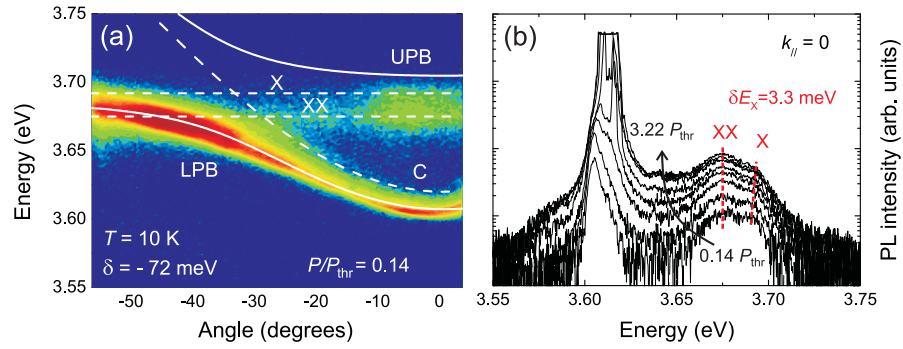 (a)
UPB
X
XX
C
LPB
T = 10 K
δ = - 72 meV
P/Pthr = 0.14
3.75
3.70
3.65
3.60
3.55
Energy (eV)
-50 -40 -30 -20 -10 0
Angle (degrees)
(b)
k// = 0
δEX=3.3 meV
XX X
3.22 Pthr
0.14 Pthr
3.55 3.60 3.65 3.70 3.75
Energy (eV)
PL intensity (arb. units)